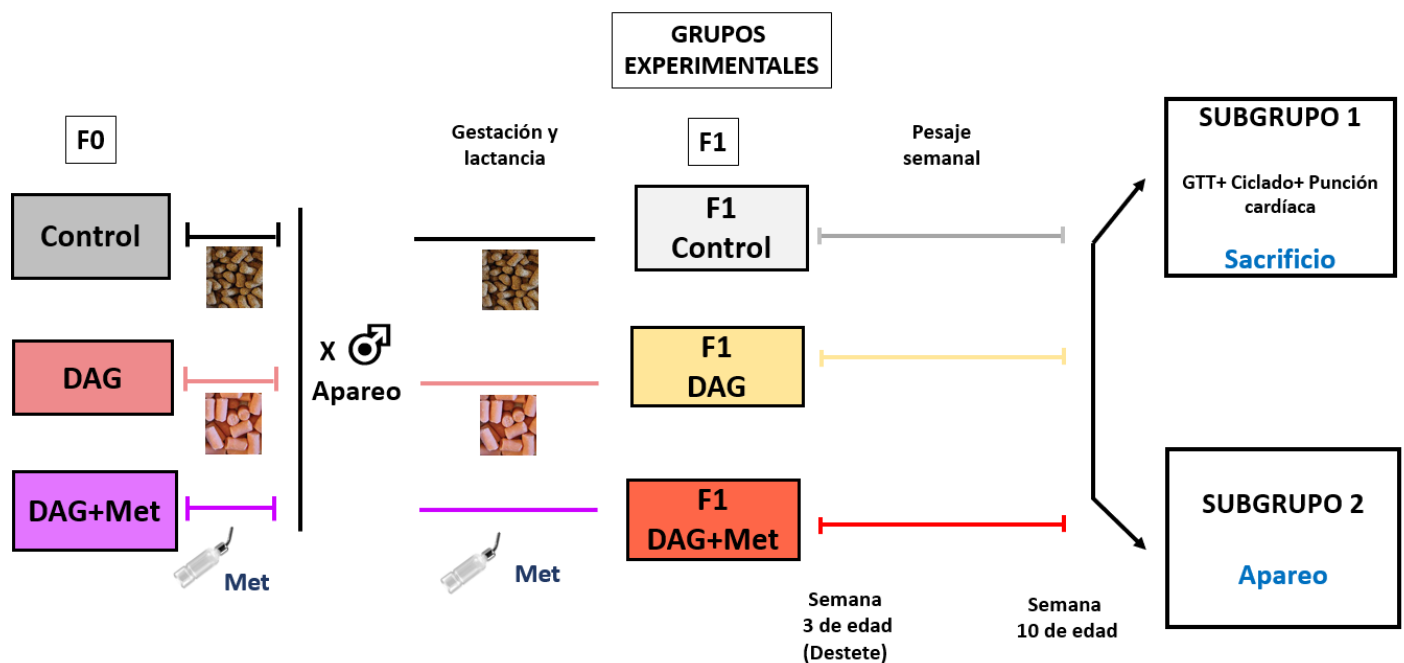 GRUPOS
EXPERIMENTALES
F0
Gestación y
lactancia
F1
Pesaje
semanal
Control
DAG
DAG+Met
Met
X
Apareo
Met
F1
Control
F1
DAG
F1
DAG+Met
Semana
3 de edad
(Destete)
Semana
10 de edad
SUBGRUPO 1
GTT+ Ciclado+ Punción
cardíaca
Sacrificio
SUBGRUPO 2
Apareo